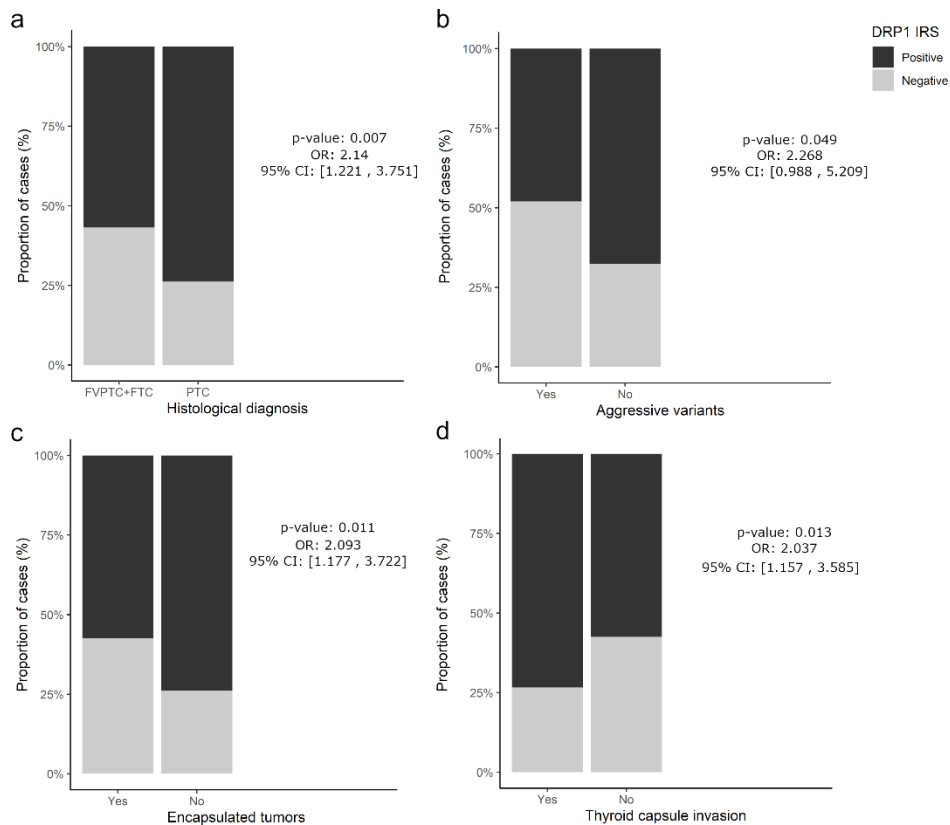 a
100%
75%
50%
25%
0%
Proportion of cases (%)
p-value: 0.007
OR: 2.14
95% CI: [1.221 , 3.751]
FVPTC+FTC
PTC
Histological diagnosis
b
100%
75%
50%
25%
0%
Proportion of cases (%)
p-value: 0.049
OR: 2.268
95% CI: [0.988 , 5.209]
Yes
No
Aggressive variants
DRP1 IRS
Positive
Negative
c
100%
75%
50%
25%
0%
Proportion of cases (%)
p-value: 0.011
OR: 2.093
95% CI: [1.177 , 3.722]
Yes
No
Encapsulated tumors
d
100%
75%
50%
25%
0%
Proportion of cases (%)
p-value: 0.013
OR: 2.037
95% CI: [1.157 , 3.585]
Yes
No
Thyroid capsule invasion